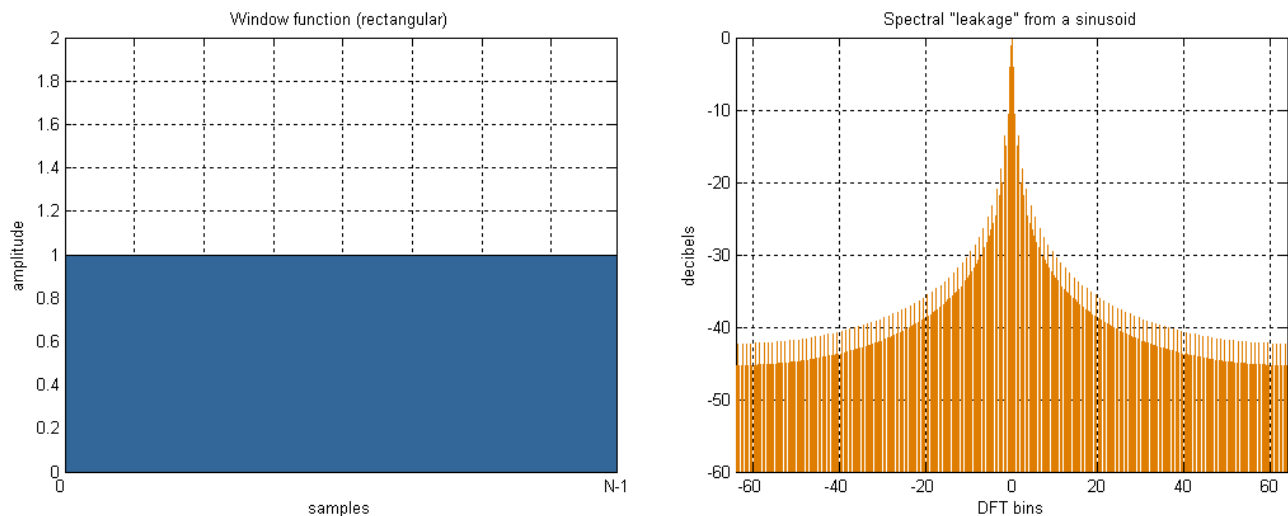 Window function (rectangular)
2
1.8
1.6
1.4
1.2
1
0.8
0.6
0.4
0.2
0
amplitude
0
N-1
samples
Spectral "leakage" from a sinusoid
0
-10
-20
-30
-40
-50
-60
decibels
-60 -40 -20 0 20 40 60
DFT bins